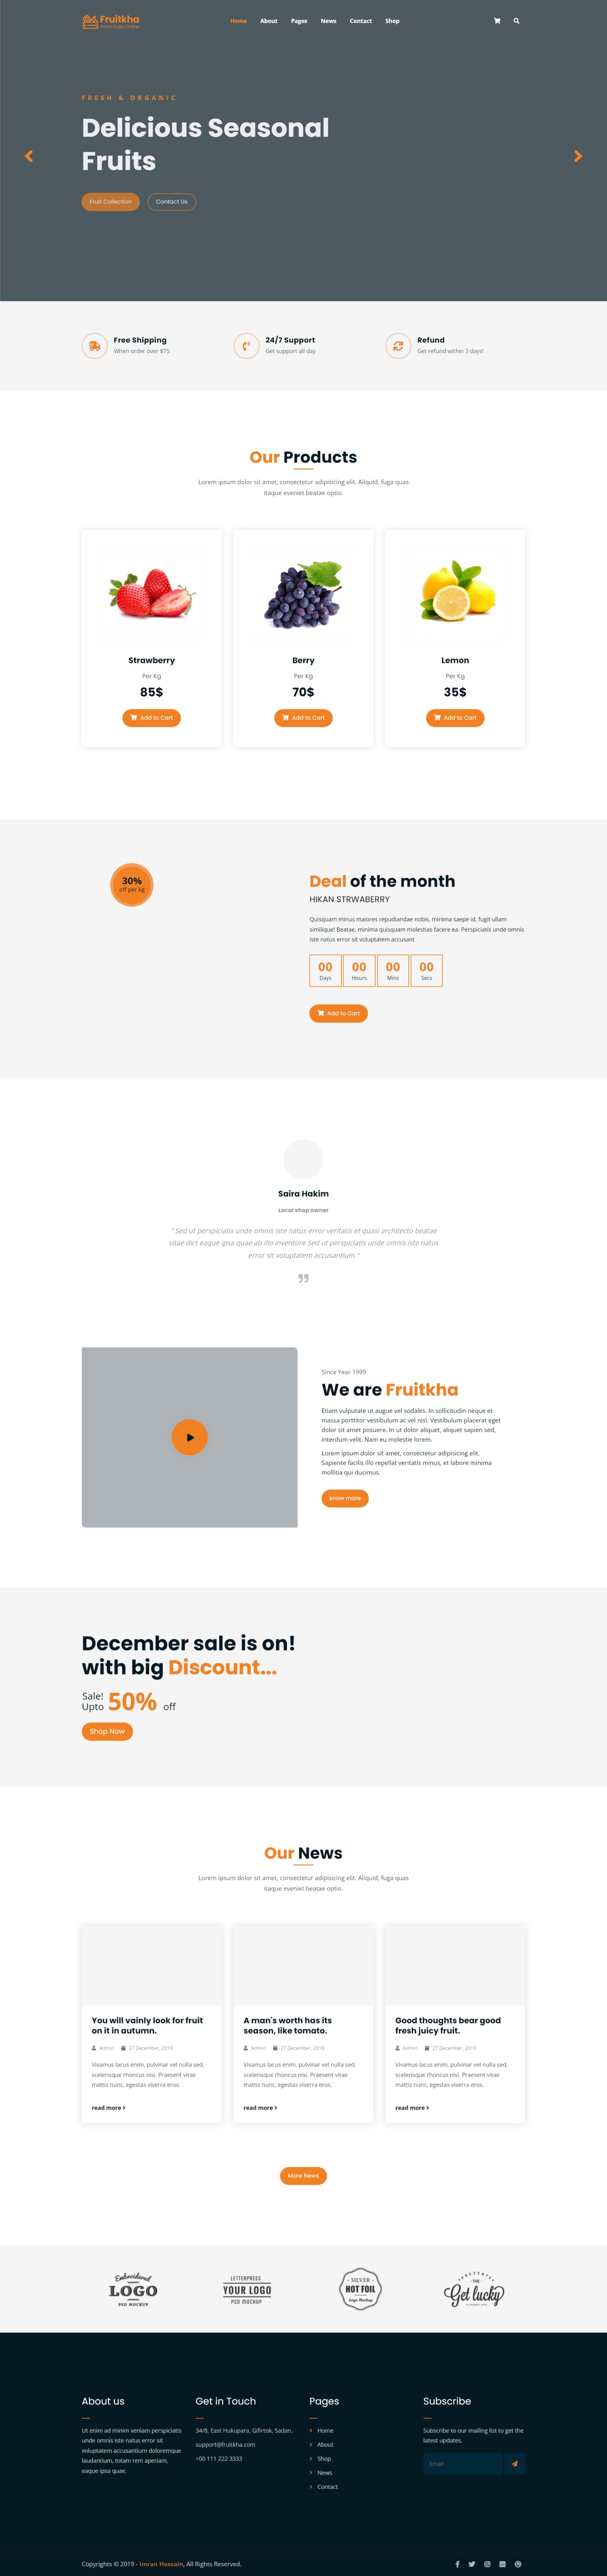 Fruitkha
Fresh Fruits Online
Home About Pages News Contact Shop
FRESH & ORGANIC
Delicious Seasonal
Fruits
Fruit Collection Contact Us
Free Shipping
When order over $75
24/7 Support
Get support all day
Refund
Get refund within 3 days!
Our Products
Lorem ipsum dolor sit amet, consectetur adipisicing elit. Aliquid, fuga quas
itaque eveniet beatae optio.
Strawberry
Per Kg
85$
Add to Cart
Berry
Per Kg
70$
Add to Cart
Lemon
Per Kg
35$
Add to Cart
30%
off per kg
Deal of the month
HIKAN STRWABERRY
Quisquam minus maiores repudiandae nobis, minima saepe id, fugit ullam
similique! Beatae, minima quisquam molestias facere ea. Perspiciatis unde omnis
iste natus error sit voluptatem accusant
00 00 00 00
Days Hours Mins Secs
Add to Cart
Saira Hakim
Local shop owner
" Sed ut perspiciatis unde omnis iste natus error veritatis et quasi architecto beatae
vitae dict eaque ipsa quae ab illo inventore Sed ut perspiciatis unde omnis iste natus
error sit voluptatem accusantium "
Since Year 1999
We are Fruitkha
Etiam vulputate ut augue vel sodales. In sollicitudin neque et
massa porttitor vestibulum ac vel nisi. Vestibulum placerat eget
dolor sit amet posuere. In ut dolor aliquet, aliquet sapien sed,
interdum velit. Nam eu molestie lorem.
Lorem ipsum dolor sit amet, consectetur adipisicing elit.
Sapiente facilis illo repellat veritatis minus, et labore minima
mollitia qui ducimus.
know more
December sale is on!
with big Discount...
Sale!
Upto 50% off
Shop Now
Our News
Lorem ipsum dolor sit amet, consectetur adipisicing elit. Aliquid, fuga quas
itaque eveniet beatae optio.
You will vainly look for fruit
on it in autumn.
Admin 27 December, 2019
Vivamus lacus enim, pulvinar vel nulla sed,
scelerisque rhoncus nisi. Praesent vitae
mattis nunc, egestas viverra eros.
read more
A man's worth has its
season, like tomato.
Admin 27 December, 2019
Vivamus lacus enim, pulvinar vel nulla sed,
scelerisque rhoncus nisi. Praesent vitae
mattis nunc, egestas viverra eros.
read more
Good thoughts bear good
fresh juicy fruit.
Admin 27 December, 2019
Vivamus lacus enim, pulvinar vel nulla sed,
scelerisque rhoncus nisi. Praesent vitae
mattis nunc, egestas viverra eros.
read more
More News
Embroidered
LOGO
PSD MOCKUP
LETTERPRESS
YOUR LOGO
PSD MOCKUP
SILVER
HOT FOIL
Logo Mockup
THE
Get lucky
About us
Ut enim ad minim veniam perspiciatis
unde omnis iste natus error sit
voluptatem accusantium doloremque
laudantium, totam rem aperiam,
eaque ipsa quae.
Get in Touch
34/8, East Hukupara, Gifirtok, Sadan.
support@fruitkha.com
+00 111 222 3333
Pages
Home
About
Shop
News
Contact
Subscribe
Subscribe to our mailing list to get the
latest updates.
Email
Copyrights © 2019 - Imran Hossain, All Rights Reserved.